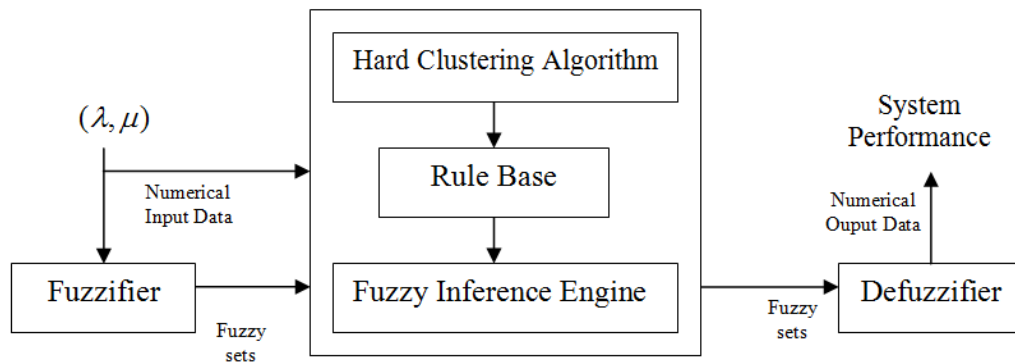 Hard Clustering Algorithm
(λ, μ)
System
Performance
Rule Base
Numerical
Input Data
Numerical
Ouput Data
Fuzzifier
Fuzzy Inference Engine
Defuzzifier
Fuzzy
sets
Fuzzy
sets